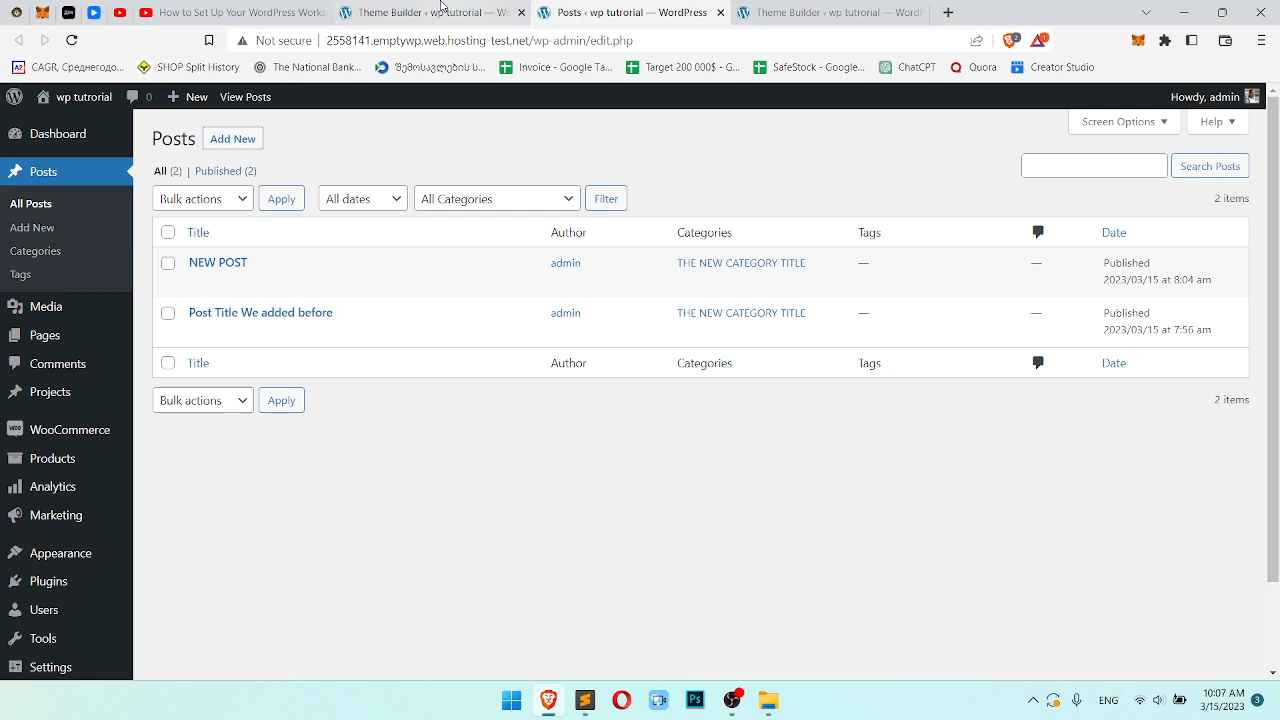 How to Set Up Your WordPress Works
Theme Builder ‹ wp tutorial — W
Posts ‹ wp tutorial — WordPress
Theme Builder ‹ wp tutorial — WordP
Not secure
2558141.emptywp.web.hosting-test.net/wp-admin/edit.php
2
1
CAGR, Среднегодо...
SHOP Split History
The National Bank...
Invoice - Google Ta...
Target 200 000$ - G...
SafeStock - Google...
ChatCPT
Quora
Creator Studio
wp tutorial
0
New
View Posts
Howdy, admin
Dashboard
Posts
All Posts
Add New
Categories
Tags
Media
Pages
Comments
Projects
WooCommerce
Products
Analytics
Marketing
Appearance
Plugins
Users
Tools
Settings
Posts
Add New
Screen Options
Help
All (2) | Published (2)
Search Posts
Bulk actions
Apply
All dates
All Categories
Filter
2 items
Title
Author
Categories
Tags
Date
NEW POST
admin
THE NEW CATEGORY TITLE
—
—
Published
2023/03/15 at 8:04 am
Post Title We added before
admin
THE NEW CATEGORY TITLE
—
—
Published
2023/03/15 at 7:56 am
Title
Author
Categories
Tags
Date
Bulk actions
Apply
2 items
Ps
ENG
10:07 AM
3/15/2023
3